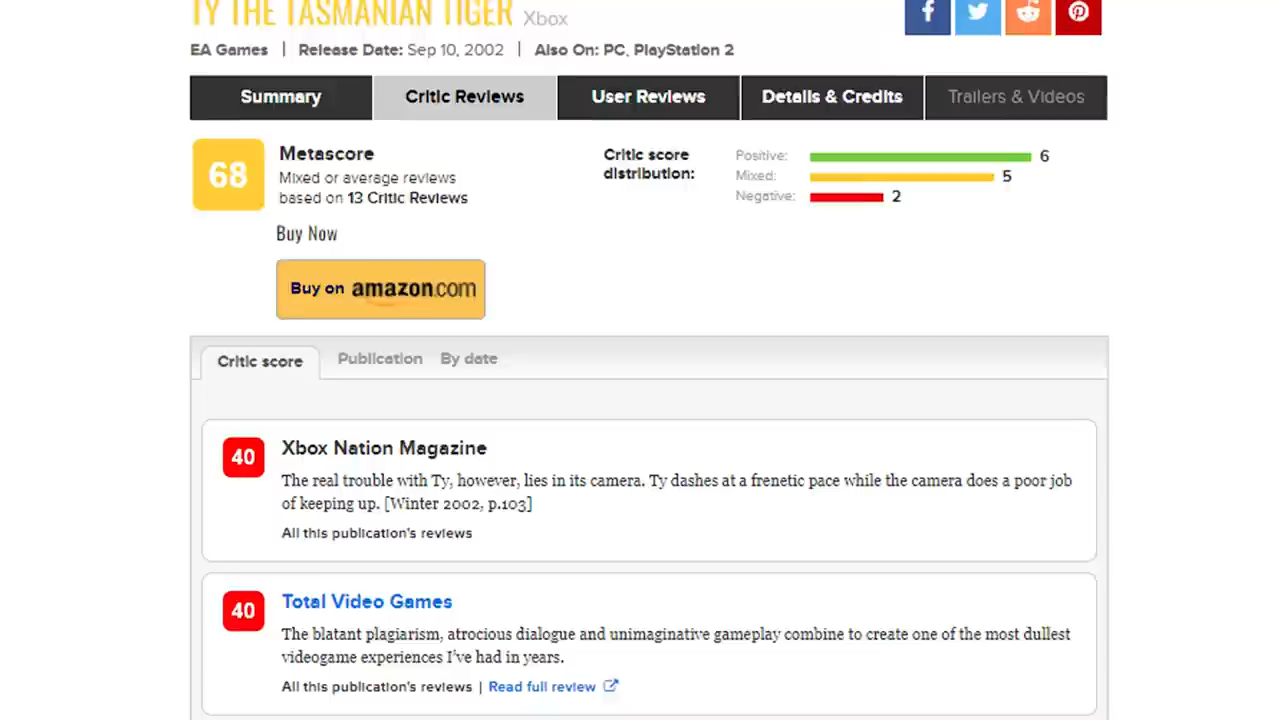 TY THE TASMANIAN TIGER Xbox
EA Games | Release Date: Sep 10, 2002 | Also On: PC, PlayStation 2
Summary
Critic Reviews
User Reviews
Details & Credits
Trailers & Videos
68
Metascore
Mixed or average reviews
based on 13 Critic Reviews
Critic score
distribution:
Positive: 6
Mixed: 5
Negative: 2
Buy Now
Buy on amazon.com
Critic score
Publication
By date
40
Xbox Nation Magazine
The real trouble with Ty, however, lies in its camera. Ty dashes at a frenetic pace while the camera does a poor job
of keeping up. [Winter 2002, p.103]
All this publication's reviews
40
Total Video Games
The blatant plagiarism, atrocious dialogue and unimaginative gameplay combine to create one of the most dullest
videogame experiences I've had in years.
All this publication's reviews | Read full review